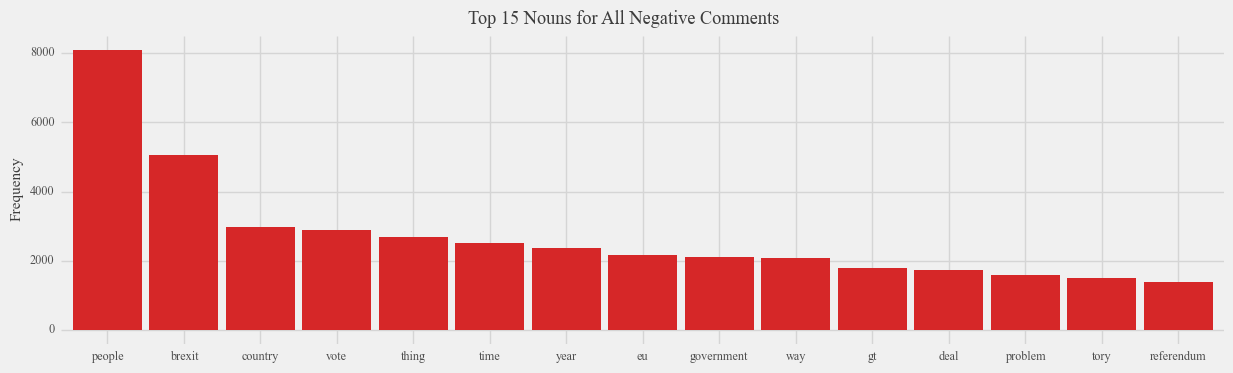 Top 15 Nouns for All Negative Comments
Frequency
8000
6000
4000
2000
0
people brexit country vote thing time year eu government way gt deal problem tory referendum